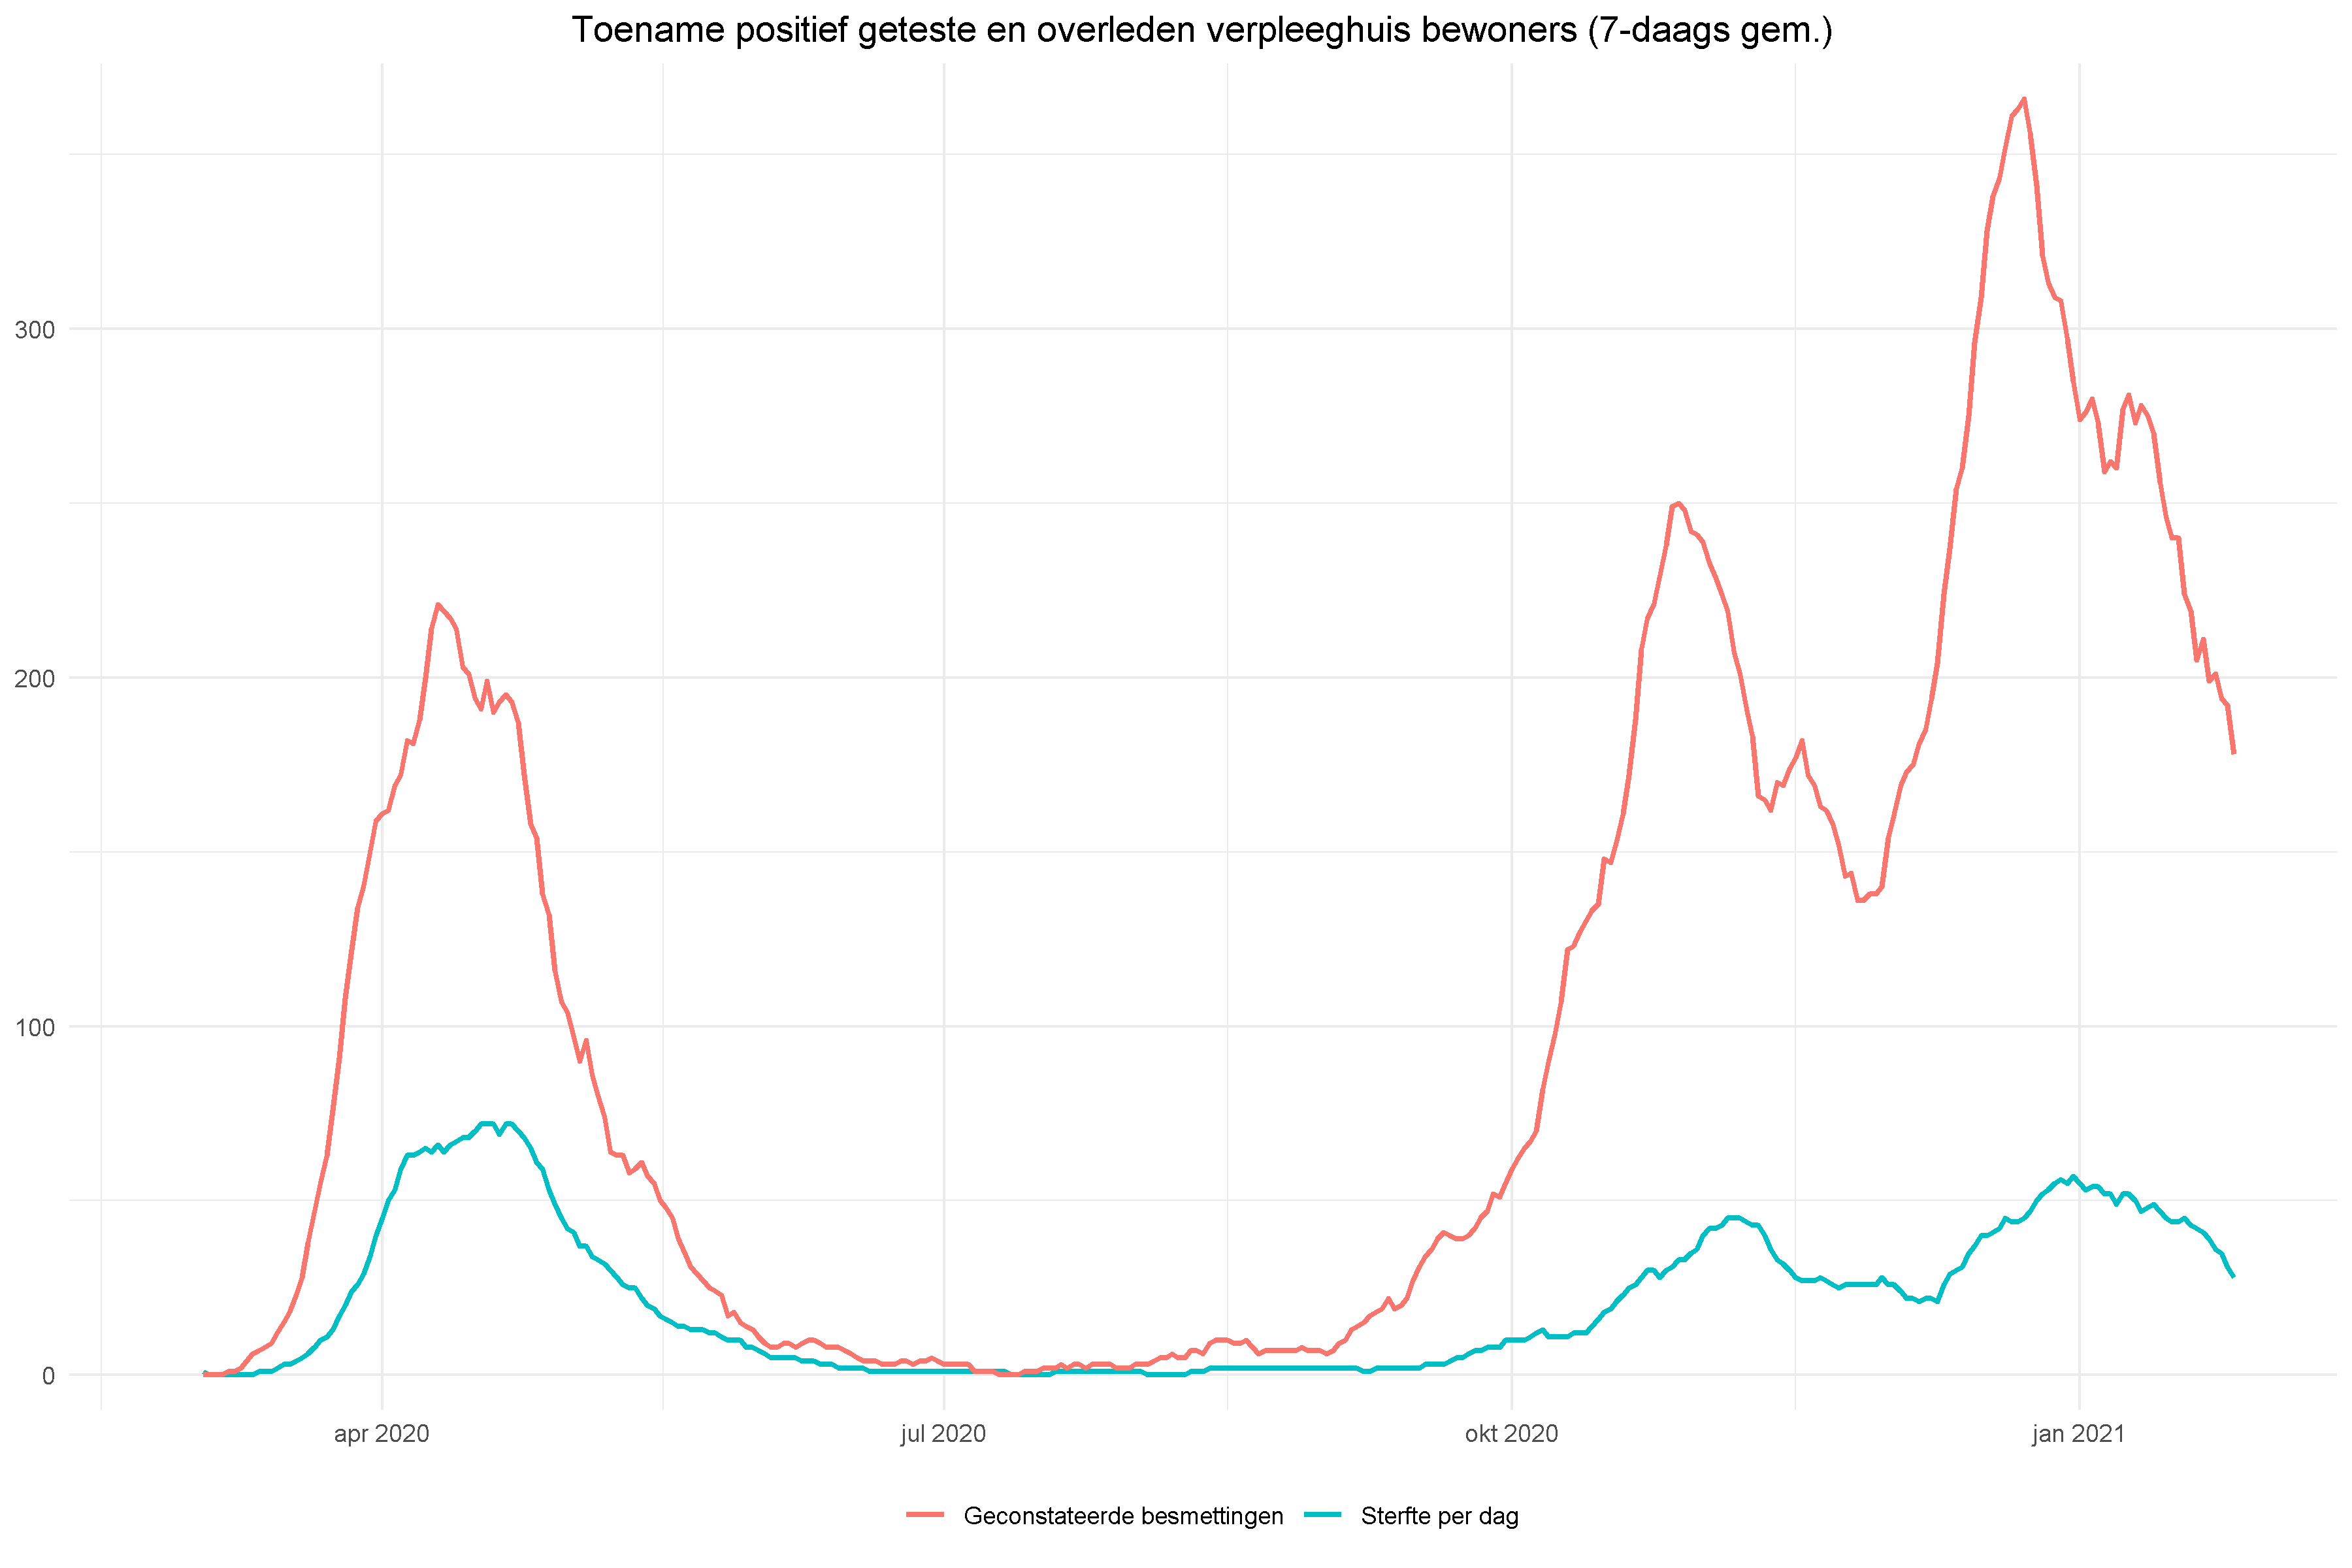 Toename positief geteste en overleden verpleeghuis bewoners (7-daags gem.)
300
200
100
0
apr 2020
jul 2020
okt 2020
jan 2021
Geconstateerde besmettingen
Sterfte per dag